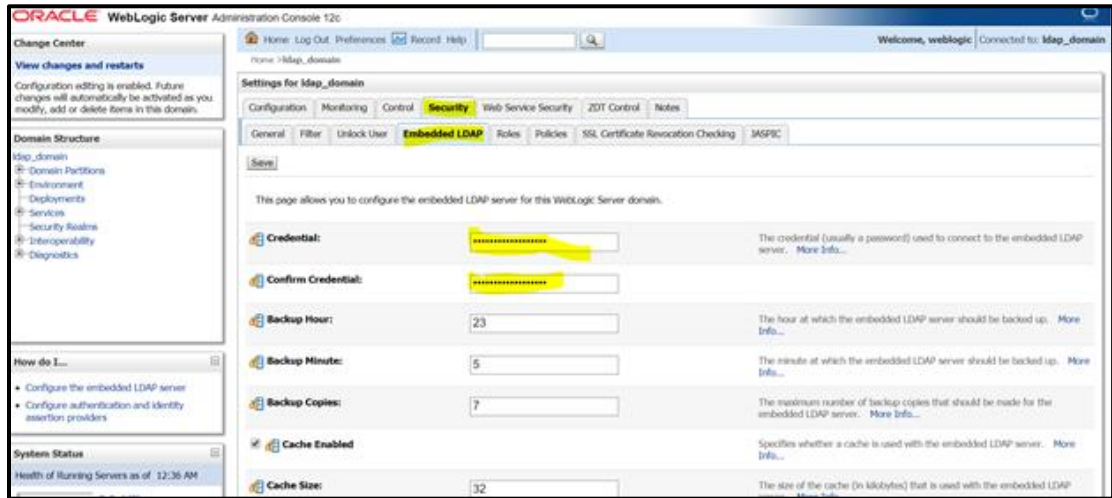 ORACLE WebLogic Server Administration Console 12c
Change Center
View changes and restarts
Configuration editing is enabled. Future
changes will automatically be activated as you
modify, add or delete items in this domain.
Domain Structure
ldap_domain
Domain Partitions
Environment
Deployments
Services
Security Realms
Interoperability
Diagnostics
How do I...
Configure the embedded LDAP server
Configure authentication and identity
assertion providers
System Status
Health of Running Servers as of 12:36 AM
Home Log Out Preferences Record Help
Welcome, weblogic Connected to: ldap_domain
Home >ldap_domain
Settings for ldap_domain
Configuration Monitoring Control Security Web Service Security ZDT Control Notes
General Filter Unlock User Embedded LDAP Roles Policies SSL Certificate Revocation Checking JASPIC
Save
This page allows you to configure the embedded LDAP server for this WebLogic Server domain.
Credential:
The credential (usually a password) used to connect to the embedded LDAP
server. More Info...
Confirm Credential:
Backup Hour: 23
The hour at which the embedded LDAP server should be backed up. More
Info...
Backup Minute: 5
The minute at which the embedded LDAP server should be backed up. More
Info...
Backup Copies: 7
The maximum number of backup copies that should be made for the
embedded LDAP server. More Info...
Cache Enabled
Specifies whether a cache is used with the embedded LDAP server. More
Info...
Cache Size: 32
The size of the cache (in kilobytes) that is used with the embedded LDAP